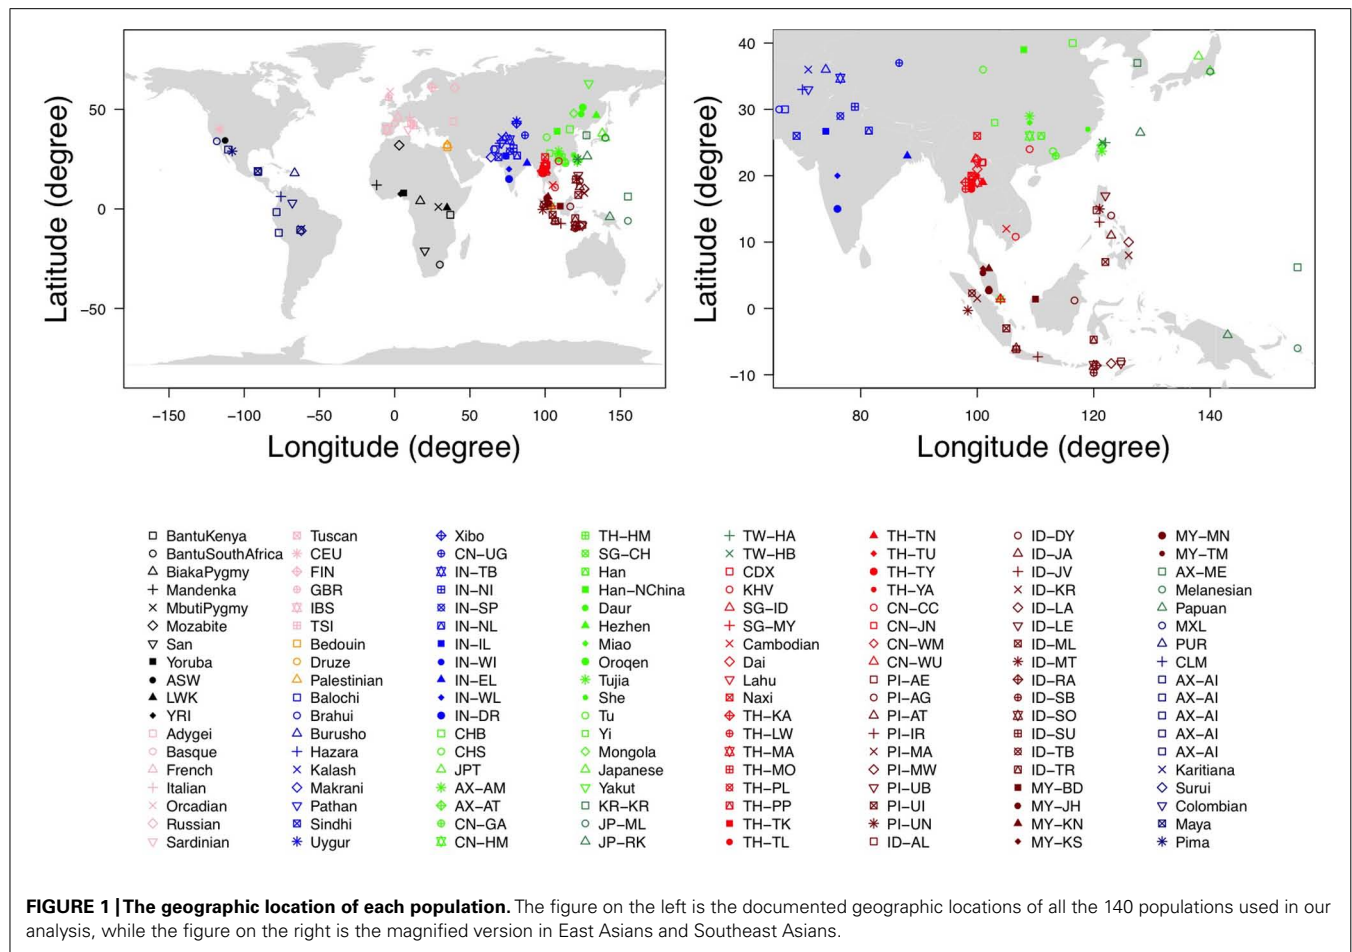 Latitude (degree)
50
0
−50
−150
−100
−50
0
50
100
150
Longitude (degree)
Latitude (degree)
40
30
20
10
0
−10
80
100
120
140
Longitude (degree)
BantuKenya
BantuSouthAfrica
BiakaPygmy
Mandenka
MbutiPygmy
Mozabite
San
Yoruba
ASW
LWK
YRI
Adygei
Basque
French
Italian
Orcadian
Russian
Sardinian
Tuscan
CEU
FIN
GBR
IBS
TSI
Bedouin
Druze
Palestinian
Balochi
Brahui
Burusho
Hazara
Kalash
Makrani
Pathan
Sindhi
Uygur
Xibo
CN−UG
IN−TB
IN−NI
IN−SP
IN−NL
IN−IL
IN−WI
IN−EL
IN−WL
IN−DR
CHB
CHS
JPT
AX−AM
AX−AT
CN−GA
CN−HM
TH−HM
SG−CH
Han
Han−NChina
Daur
Hezhen
Miao
Oroqen
Tujia
She
Tu
Yi
Mongola
Japanese
Yakut
KR−KR
JP−ML
JP−RK
TW−HA
TW−HB
CDX
KHV
SG−ID
SG−MY
Cambodian
Dai
Lahu
Naxi
TH−KA
TH−LW
TH−MA
TH−MO
TH−PL
TH−PP
TH−TK
TH−TL
TH−TN
TH−TU
TH−TY
TH−YA
CN−CC
CN−JN
CN−WM
CN−WU
PI−AE
PI−AG
PI−AT
PI−IR
PI−MA
PI−MW
PI−UB
PI−UI
PI−UN
ID−AL
ID−DY
ID−JA
ID−JV
ID−KR
ID−LA
ID−LE
ID−ML
ID−MT
ID−RA
ID−SB
ID−SO
ID−SU
ID−TB
ID−TR
MY−BD
MY−JH
MY−KN
MY−KS
MY−MN
MY−TM
AX−ME
Melanesian
Papuan
MXL
PUR
CLM
AX−AI
AX−AI
AX−AI
AX−AI
AX−AI
Karitiana
Surui
Colombian
Maya
Pima
FIGURE 1 | The geographic location of each population. The figure on the left is the documented geographic locations of all the 140 populations used in our
analysis, while the figure on the right is the magnified version in East Asians and Southeast Asians.